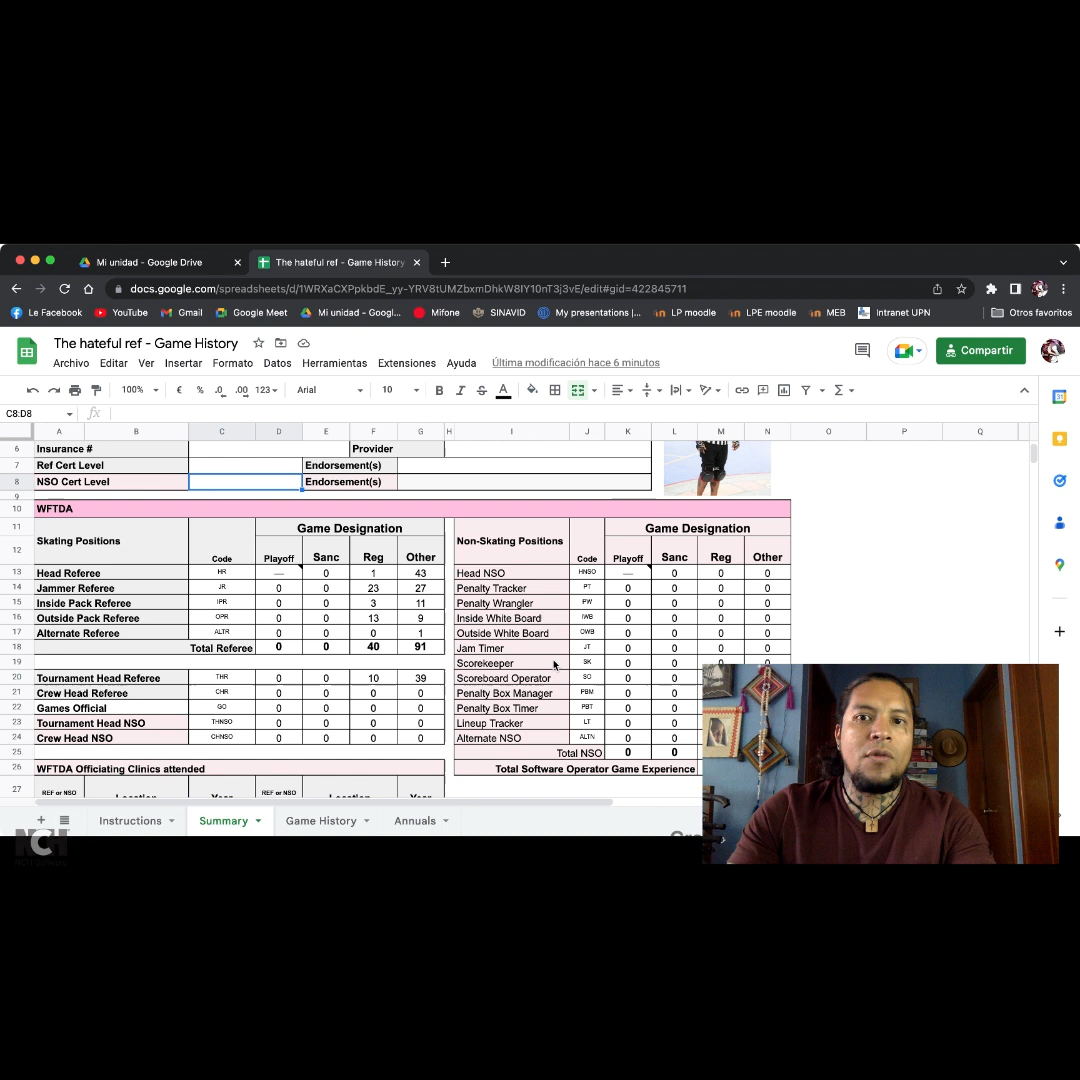 Mi unidad - Google Drive
The hateful ref - Game History
docs.google.com/spreadsheets/d/1WRXaCXPpkbdE_yy-YRV8tUMZbxmDhkW8IY10nT3j3vE/edit#gid=422845711
Le Facebook YouTube Gmail Google Meet Mi unidad - Googl... Mifone SINAVID My presentations |... LP moodle LPE moodle MEB Intranet UPN Otros favoritos
The hateful ref - Game History
Archivo Editar Ver Insertar Formato Datos Herramientas Extensiones Ayuda Última modificación hace 6 minutos
Compartir
100% € % .0 .00 123 Arial 10 B I S A
C8:D8 fx
A B C D E F G H I J K L M N O P Q
6 Insurance # Provider
7 Ref Cert Level Endorsement(s)
8 NSO Cert Level Endorsement(s)
9
10 WFTDA
11 Game Designation Game Designation
12 Skating Positions Code Playoff Sanc Reg Other Non-Skating Positions Code Playoff Sanc Reg Other
13 Head Referee HR — 0 1 43 Head NSO HNSO — 0 0 0
14 Jammer Referee JR 0 0 23 27 Penalty Tracker PT 0 0 0 0
15 Inside Pack Referee IPR 0 0 3 11 Penalty Wrangler PW 0 0 0 0
16 Outside Pack Referee OPR 0 0 13 9 Inside White Board IWB 0 0 0 0
17 Alternate Referee ALTR 0 0 0 1 Outside White Board OWB 0 0 0 0
18 Total Referee 0 0 40 91 Jam Timer JT 0 0 0 0
19 Scorekeeper SK 0 0 0 0
20 Tournament Head Referee THR 0 0 10 39 Scoreboard Operator SO 0 0
21 Crew Head Referee CHR 0 0 0 0 Penalty Box Manager PBM 0 0
22 Games Official GO 0 0 0 0 Penalty Box Timer PBT 0 0
23 Tournament Head NSO THNSO 0 0 0 0 Lineup Tracker LT 0 0
24 Crew Head NSO CHNSO 0 0 0 0 Alternate NSO ALTN 0 0
25 Total NSO 0 0
26 WFTDA Officiating Clinics attended Total Software Operator Game Experience
27 REF or NSO Location Year REF or NSO Location Year
Instructions Summary Game History Annuals
NCH